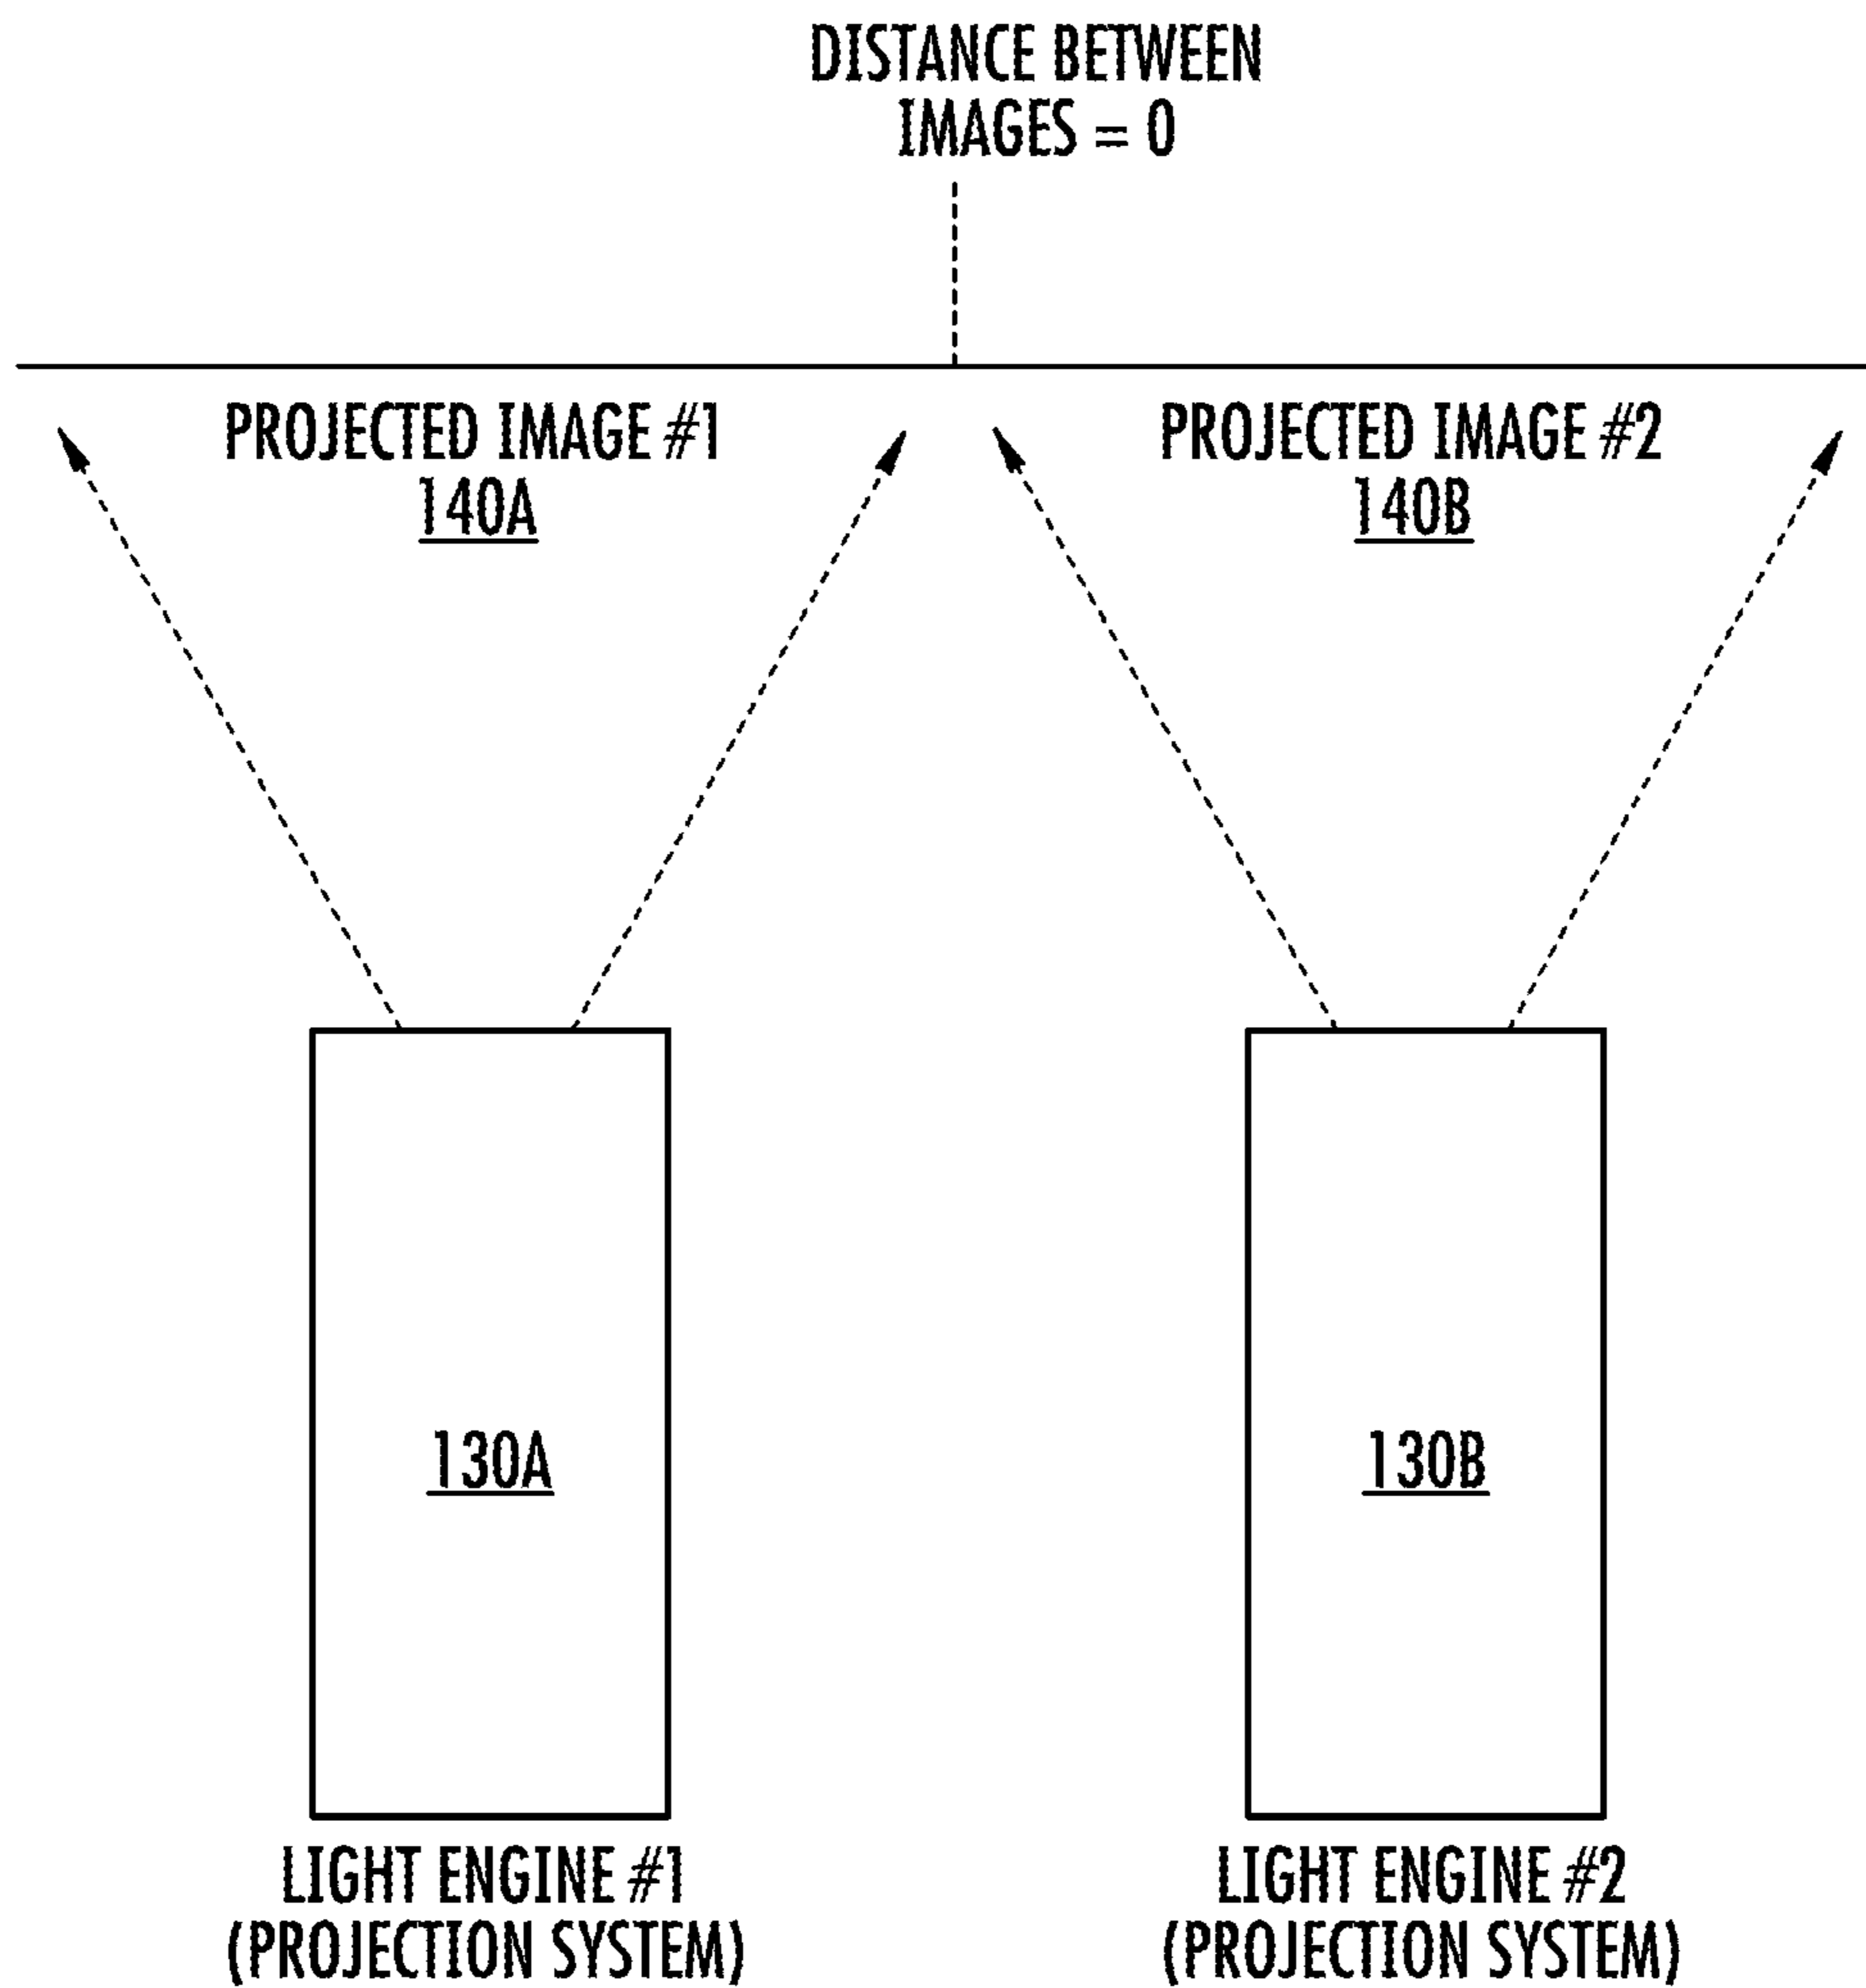 DISTANCE BETWEEN
IMAGES = 0
PROJECTED IMAGE #1
140A
PROJECTED IMAGE #2
140B
130A
130B
LIGHT ENGINE #1
(PROJECTION SYSTEM)
LIGHT ENGINE #2
(PROJECTION SYSTEM)